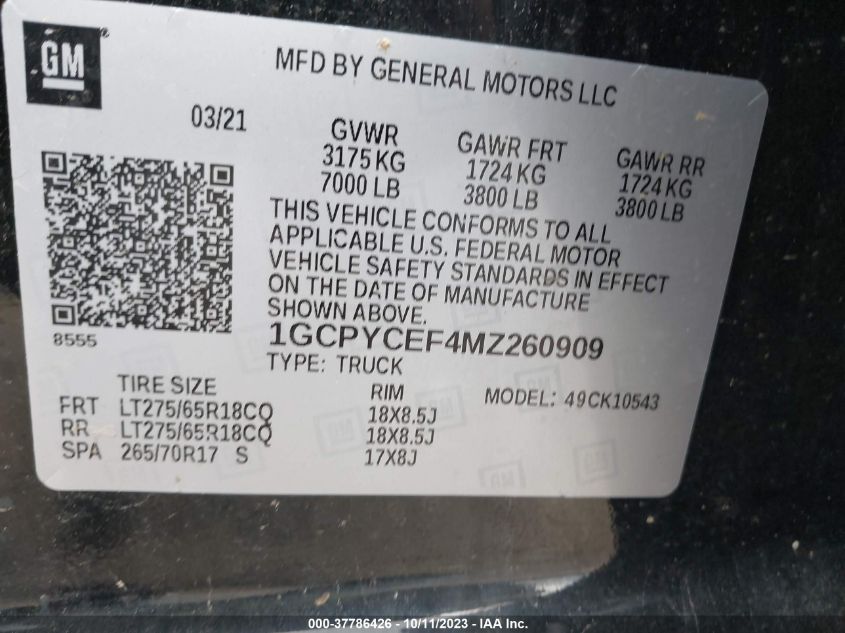 GM
MFD BY GENERAL MOTORS LLC
03/21
GVWR
3175 KG
7000 LB
GAWR FRT
1724 KG
3800 LB
GAWR RR
1724 KG
3800 LB
THIS VEHICLE CONFORMS TO ALL
APPLICABLE U.S. FEDERAL MOTOR
VEHICLE SAFETY STANDARDS IN EFFECT
ON THE DATE OF MANUFACTURE
SHOWN ABOVE.
8555
1GCPYCEF4MZ260909
TYPE: TRUCK
TIRE SIZE RIM MODEL: 49CK10543
FRT LT275/65R18CQ 18X8.5J
RR LT275/65R18CQ 18X8.5J
SPA 265/70R17 S 17X8J
000-37786426 - 10/11/2023 - IAA Inc.